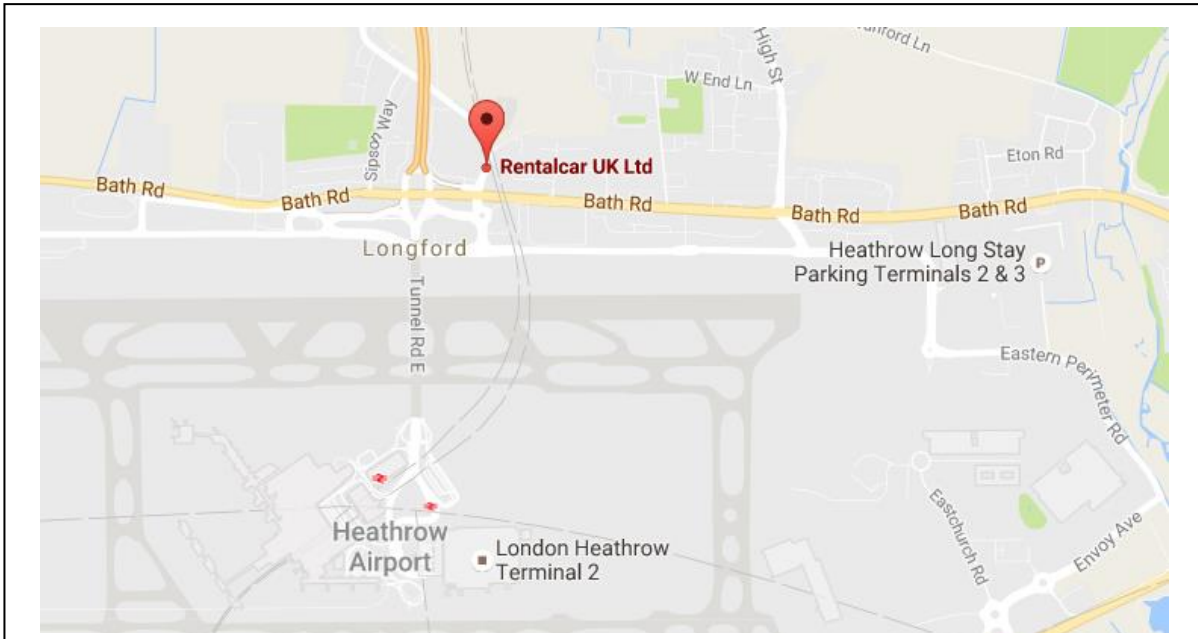 High St
W End Ln
Sipson Way
Rentalcar UK Ltd
Eton Rd
Bath Rd
Bath Rd
Bath Rd
Bath Rd
Bath Rd
Longford
Heathrow Long Stay
Parking Terminals 2 & 3
P
Tunnel Rd E
Eastern Perimeter Rd
Heathrow
Airport
London Heathrow
Terminal 2
Eastchurch Rd
Envoy Ave